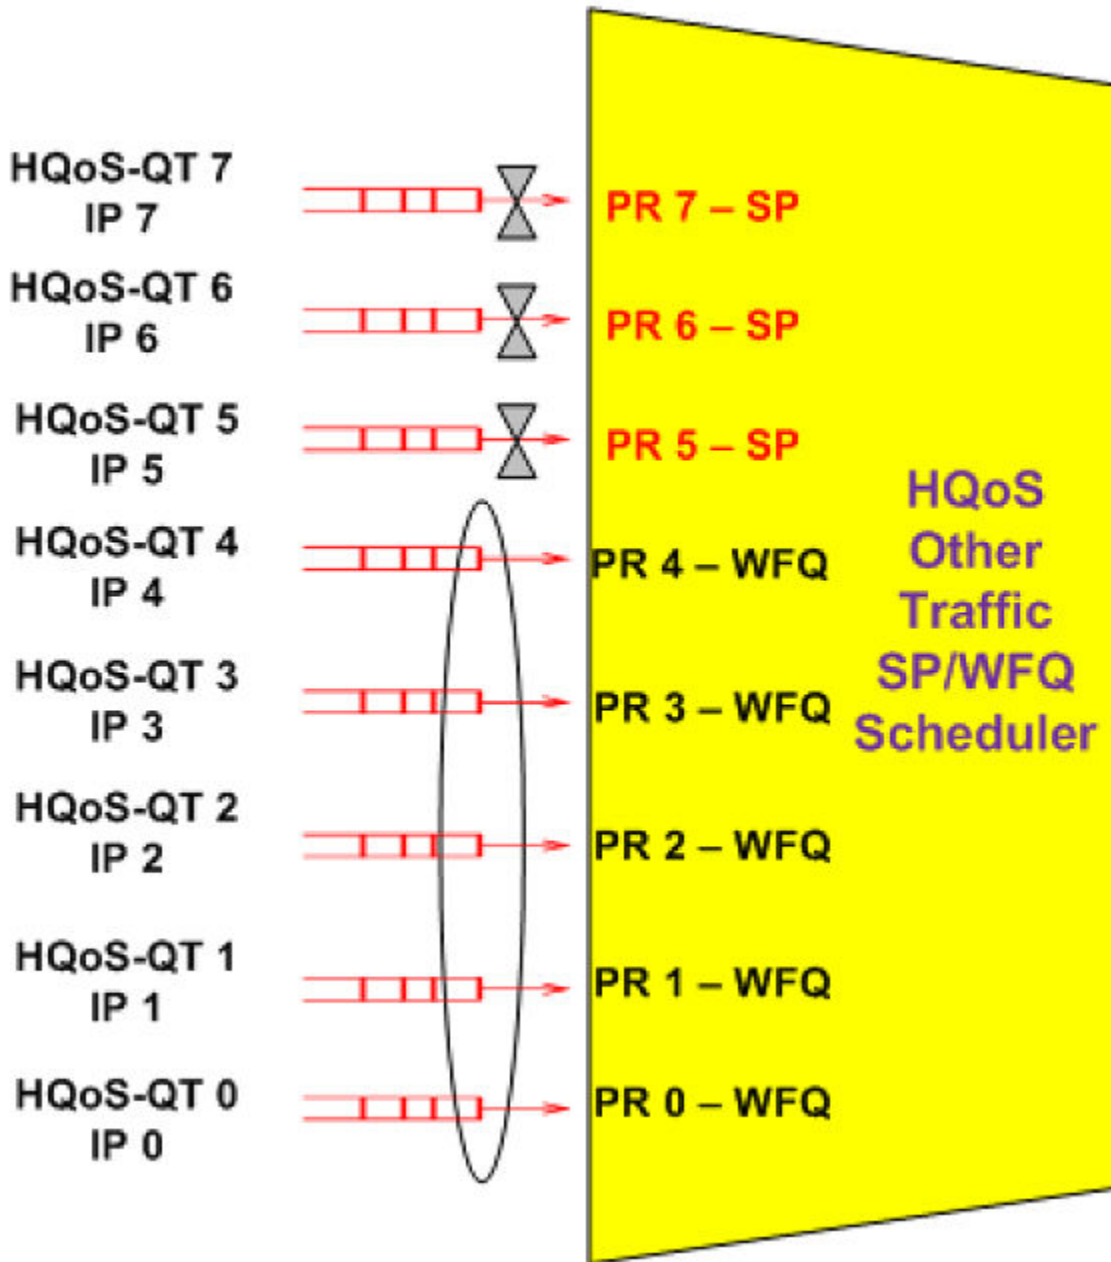 HQoS-QT 7
IP 7
PR 7 – SP
HQoS-QT 6
IP 6
PR 6 – SP
HQoS-QT 5
IP 5
PR 5 – SP
HQoS-QT 4
IP 4
PR 4 – WFQ
HQoS-QT 3
IP 3
PR 3 – WFQ
HQoS-QT 2
IP 2
PR 2 – WFQ
HQoS-QT 1
IP 1
PR 1 – WFQ
HQoS-QT 0
IP 0
PR 0 – WFQ
HQoS
Other
Traffic
SP/WFQ
Scheduler